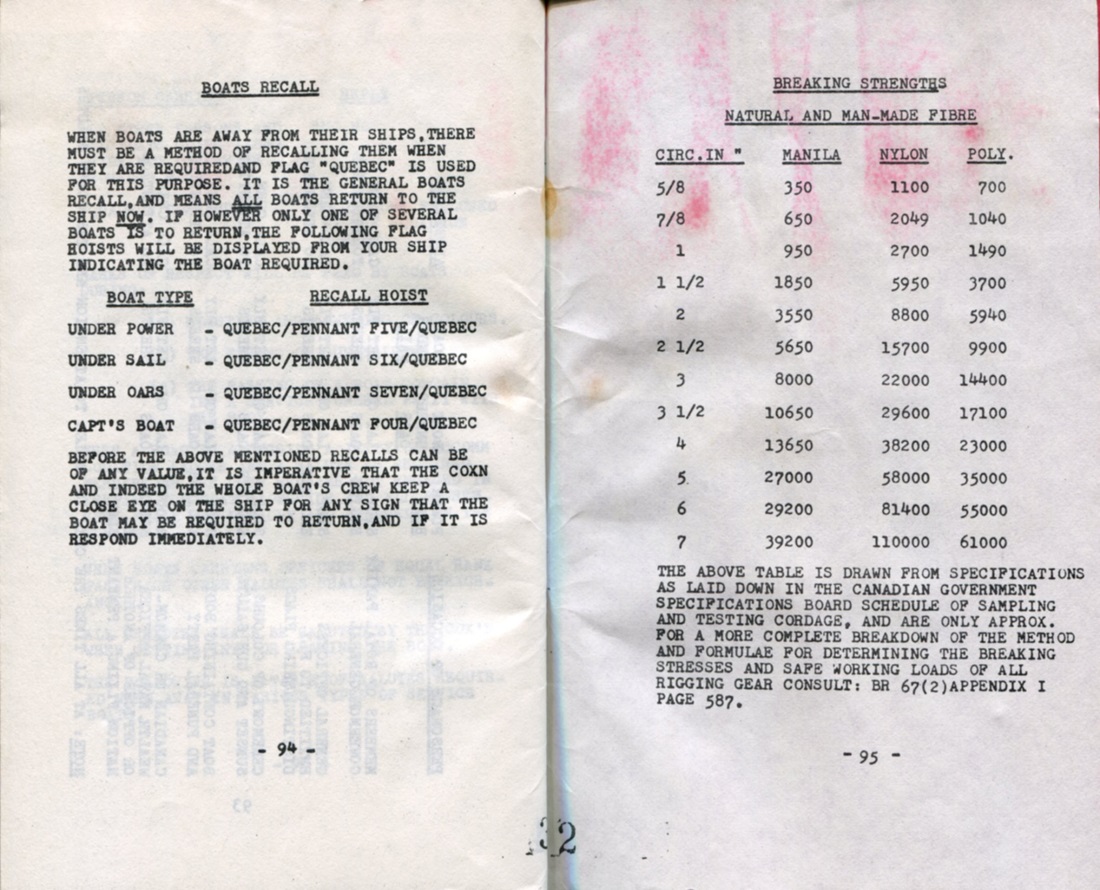 BOATS RECALL
WHEN BOATS ARE AWAY FROM THEIR SHIPS,THERE
MUST BE A METHOD OF RECALLING THEM WHEN
THEY ARE REQUIREDAND FLAG "QUEBEC" IS USED
FOR THIS PURPOSE. IT IS THE GENERAL BOATS
RECALL,AND MEANS ALL BOATS RETURN TO THE
SHIP NOW. IF HOWEVER ONLY ONE OF SEVERAL
BOATS IS TO RETURN,THE FOLLOWING FLAG
HOISTS WILL BE DISPLAYED FROM YOUR SHIP
INDICATING THE BOAT REQUIRED.
BOAT TYPE RECALL HOIST
UNDER POWER - QUEBEC/PENNANT FIVE/QUEBEC
UNDER SAIL - QUEBEC/PENNANT SIX/QUEBEC
UNDER OARS - QUEBEC/PENNANT SEVEN/QUEBEC
CAPT'S BOAT - QUEBEC/PENNANT FOUR/QUEBEC
BEFORE THE ABOVE MENTIONED RECALLS CAN BE
OF ANY VALUE,IT IS IMPERATIVE THAT THE COXN
AND INDEED THE WHOLE BOAT'S CREW KEEP A
CLOSE EYE ON THE SHIP FOR ANY SIGN THAT THE
BOAT MAY BE REQUIRED TO RETURN,AND IF IT IS
RESPOND IMMEDIATELY.
- 94 -
BREAKING STRENGTHS
NATURAL AND MAN-MADE FIBRE
CIRC.IN " MANILA NYLON POLY.
5/8 350 1100 700
7/8 650 2049 1040
1 950 2700 1490
1 1/2 1850 5950 3700
2 3550 8800 5940
2 1/2 5650 15700 9900
3 8000 22000 14400
3 1/2 10650 29600 17100
4 13650 38200 23000
5 27000 58000 35000
6 29200 81400 55000
7 39200 110000 61000
THE ABOVE TABLE IS DRAWN FROM SPECIFICATIONS
AS LAID DOWN IN THE CANADIAN GOVERNMENT
SPECIFICATIONS BOARD SCHEDULE OF SAMPLING
AND TESTING CORDAGE, AND ARE ONLY APPROX.
FOR A MORE COMPLETE BREAKDOWN OF THE METHOD
AND FORMULAE FOR DETERMINING THE BREAKING
STRESSES AND SAFE WORKING LOADS OF ALL
RIGGING GEAR CONSULT: BR 67(2)APPENDIX I
PAGE 587.
- 95 -
32